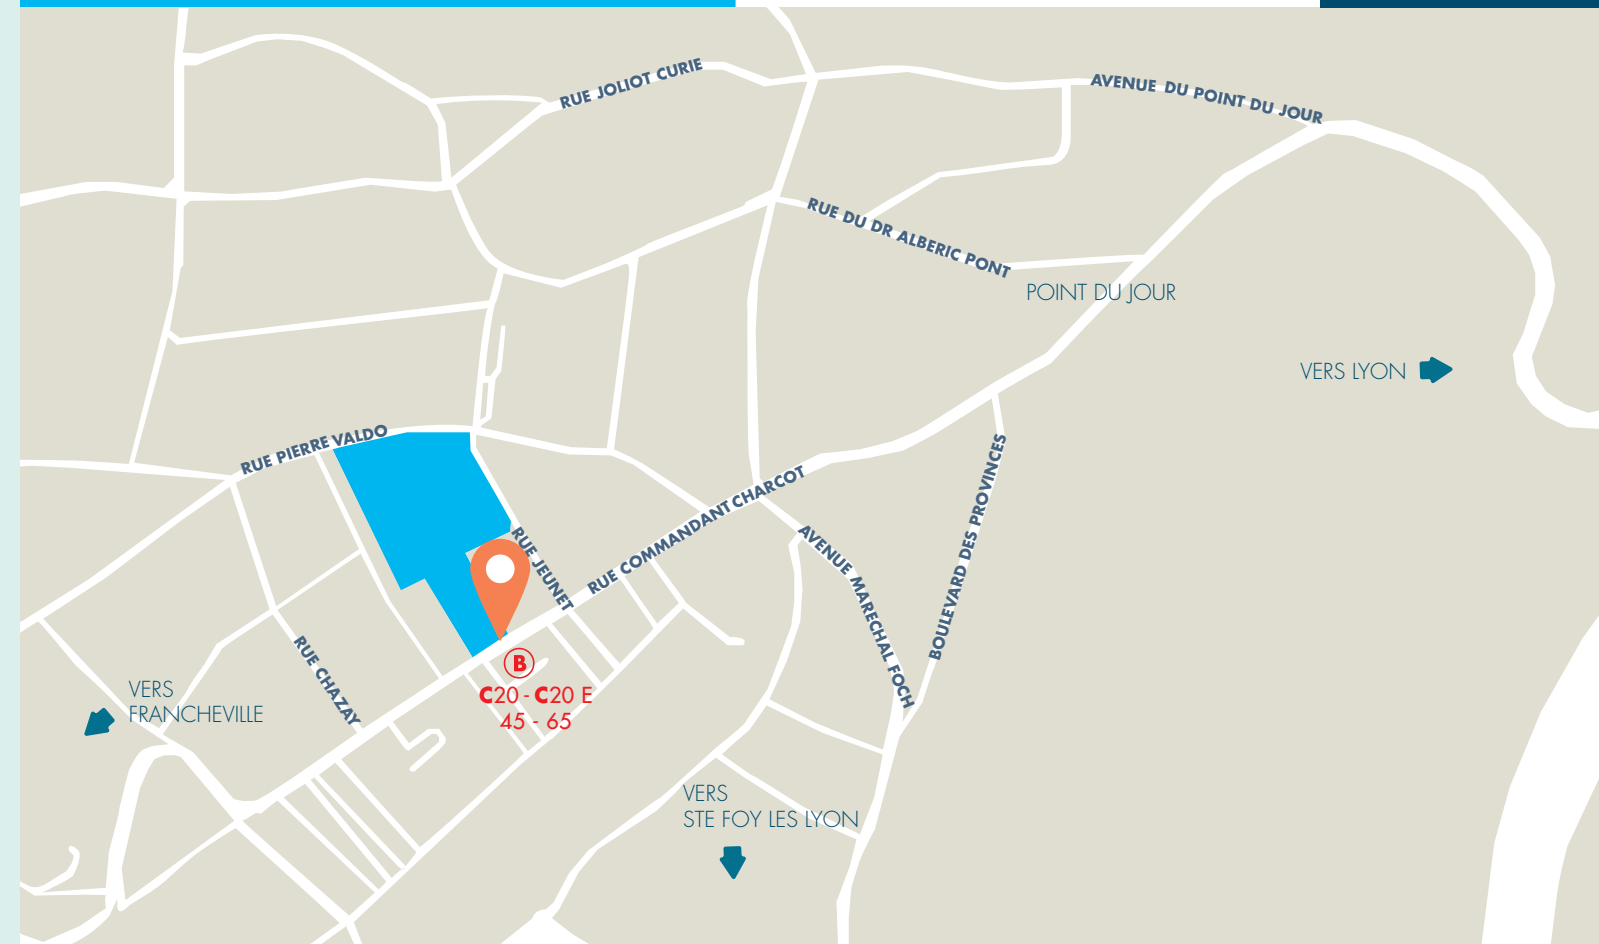 RUE JOLIOT CURIE
AVENUE DU POINT DU JOUR
RUE DU DR ALBERIC PONT
POINT DU JOUR
VERS LYON
RUE PIERRE VALDO
RUE COMMANDANT CHARCOT
RUE JEUNET
AVENUE MARECHAL FOCH
BOULEVARD DES PROVINCES
RUE CHAZAY
B
C20 - C20 E
45 - 65
VERS
FRANCHEVILLE
VERS
STE FOY LES LYON